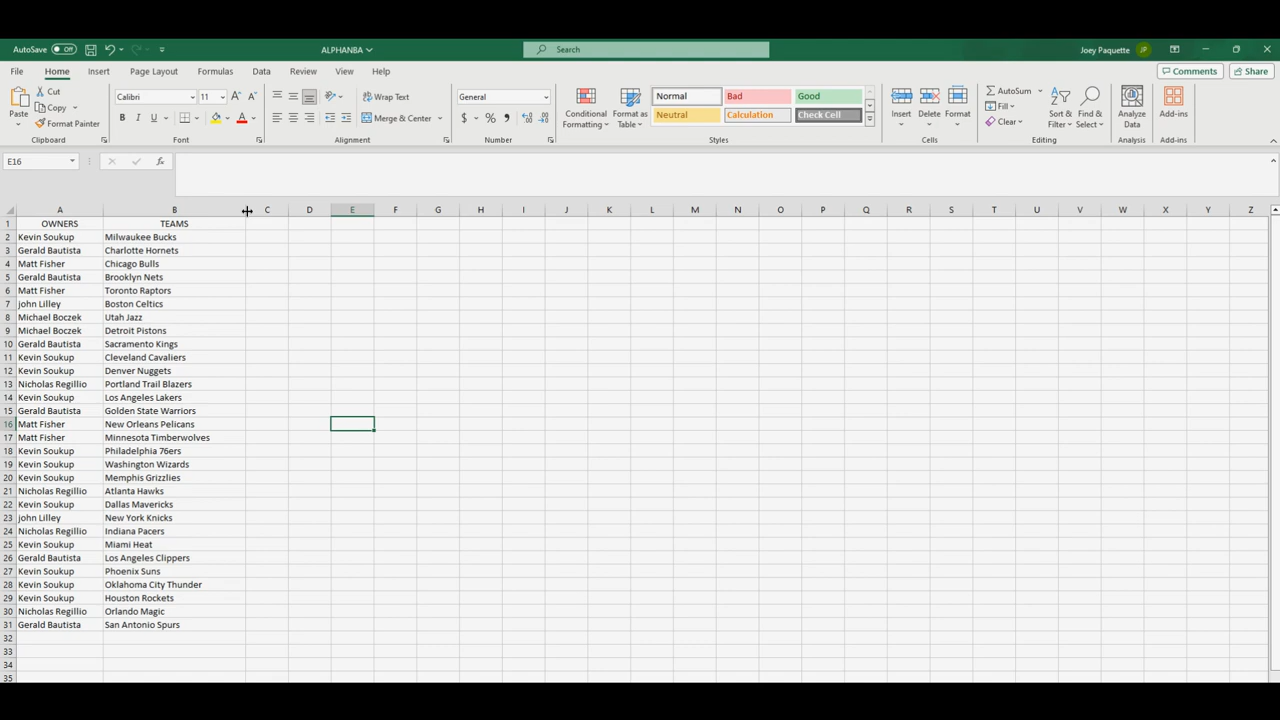 AutoSave Off ALPHANBA Search Joey Paquette JP
File Home Insert Page Layout Formulas Data Review View Help Comments Share
Paste Cut Copy Format Painter
Clipboard
Calibri 11 A A B I U A
Font
Wrap Text Merge & Center
Alignment
General $ % 9
Number
Conditional Formatting Format as Table
Normal Bad Good
Neutral Calculation Check Cell
Styles
Insert Delete Format
Cells
AutoSum Fill Clear Sort & Filter Find & Select
Editing
Analyze Data
Analysis
Add-ins
Add-ins
E16 fx
A B C D E F G H I J K L M N O P Q R S T U V W X Y Z
1 OWNERS TEAMS
2 Kevin Soukup Milwaukee Bucks
3 Gerald Bautista Charlotte Hornets
4 Matt Fisher Chicago Bulls
5 Gerald Bautista Brooklyn Nets
6 Matt Fisher Toronto Raptors
7 john Lilley Boston Celtics
8 Michael Boczek Utah Jazz
9 Michael Boczek Detroit Pistons
10 Gerald Bautista Sacramento Kings
11 Kevin Soukup Cleveland Cavaliers
12 Kevin Soukup Denver Nuggets
13 Nicholas Regillio Portland Trail Blazers
14 Kevin Soukup Los Angeles Lakers
15 Gerald Bautista Golden State Warriors
16 Matt Fisher New Orleans Pelicans
17 Matt Fisher Minnesota Timberwolves
18 Kevin Soukup Philadelphia 76ers
19 Kevin Soukup Washington Wizards
20 Kevin Soukup Memphis Grizzlies
21 Nicholas Regillio Atlanta Hawks
22 Kevin Soukup Dallas Mavericks
23 john Lilley New York Knicks
24 Nicholas Regillio Indiana Pacers
25 Kevin Soukup Miami Heat
26 Gerald Bautista Los Angeles Clippers
27 Kevin Soukup Phoenix Suns
28 Kevin Soukup Oklahoma City Thunder
29 Kevin Soukup Houston Rockets
30 Nicholas Regillio Orlando Magic
31 Gerald Bautista San Antonio Spurs
32
33
34
35